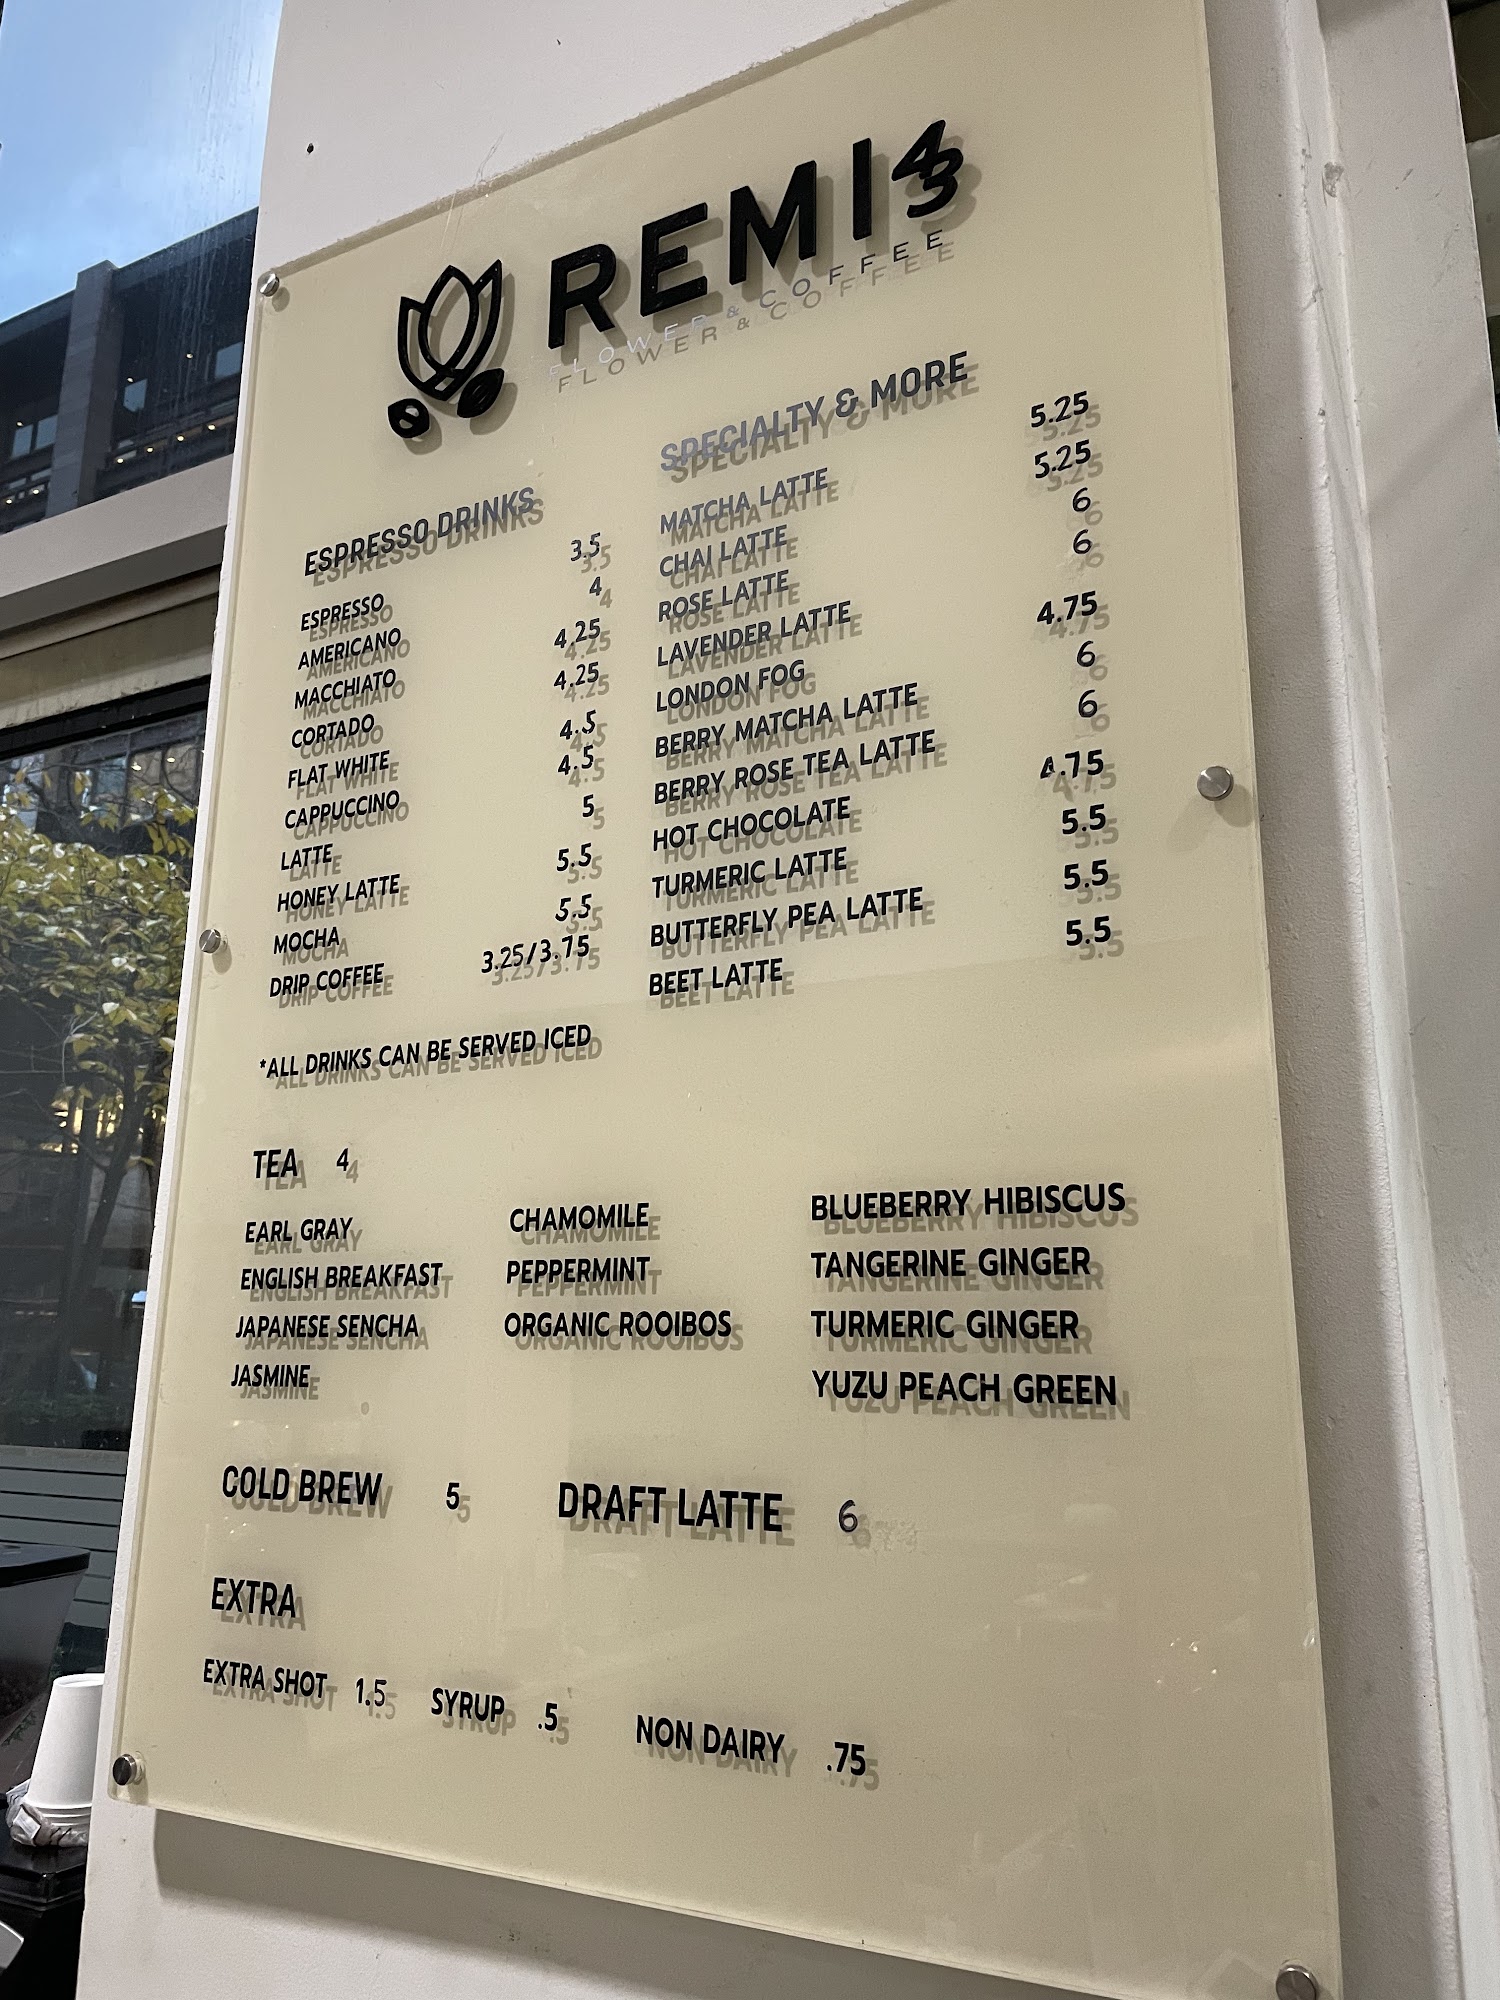 REMI 43
FLOWER & COFFEE
ESPRESSO DRINKS
ESPRESSO 3.5
AMERICANO 4
MACCHIATO 4.25
CORTADO 4.25
FLAT WHITE 4.5
CAPPUCCINO 4.5
LATTE 5
HONEY LATTE 5.5
MOCHA 5.5
DRIP COFFEE 3.25/3.75
*ALL DRINKS CAN BE SERVED ICED
SPECIALTY & MORE
MATCHA LATTE 5.25
CHAI LATTE 5.25
ROSE LATTE 6
LAVENDER LATTE 6
LONDON FOG 4.75
BERRY MATCHA LATTE 6
BERRY ROSE TEA LATTE 6
HOT CHOCOLATE 4.75
TURMERIC LATTE 5.5
BUTTERFLY PEA LATTE 5.5
BEET LATTE 5.5
TEA 4
EARL GRAY
ENGLISH BREAKFAST
JAPANESE SENCHA
JASMINE
CHAMOMILE
PEPPERMINT
ORGANIC ROOIBOS
BLUEBERRY HIBISCUS
TANGERINE GINGER
TURMERIC GINGER
YUZU PEACH GREEN
COLD BREW 5 DRAFT LATTE 6
EXTRA
EXTRA SHOT 1.5 SYRUP .5 NON DAIRY .75